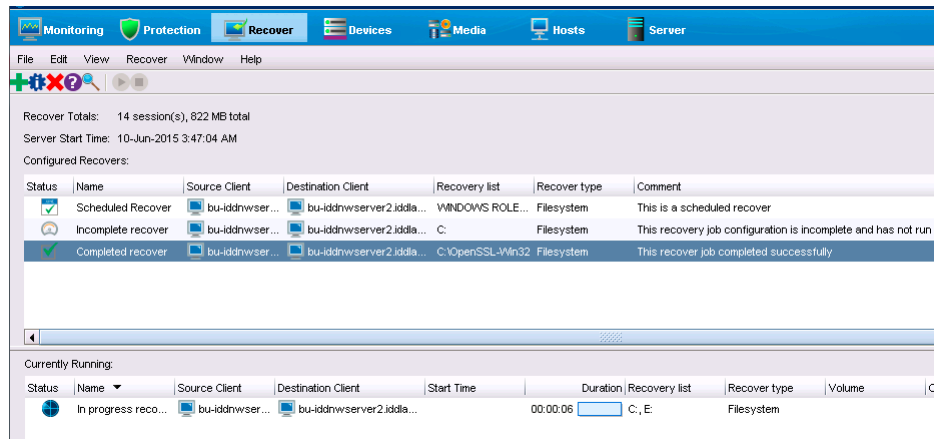 Monitoring Protection Recover Devices Media Hosts Server
File Edit View Recover Window Help
Recover Totals: 14 session(s), 822 MB total
Server Start Time: 10-Jun-2015 3:47:04 AM
Configured Recovers:
Status Name Source Client Destination Client Recovery list Recover type Comment
Scheduled Recover bu-iddnwser... bu-iddnwserver2.iddla... WINDOWS ROLE... Filesystem This is a scheduled recover
Incomplete recover bu-iddnwser... bu-iddnwserver2.iddla... C: Filesystem This recovery job configuration is incomplete and has not run
Completed recover bu-iddnwser... bu-iddnwserver2.iddla... C:\OpenSSL-Win32 Filesystem This recover job completed successfully
Currently Running:
Status Name Source Client Destination Client Start Time Duration Recovery list Recover type Volume
In progress reco... bu-iddnwser... bu-iddnwserver2.iddla... 00:00:06 C:, E: Filesystem